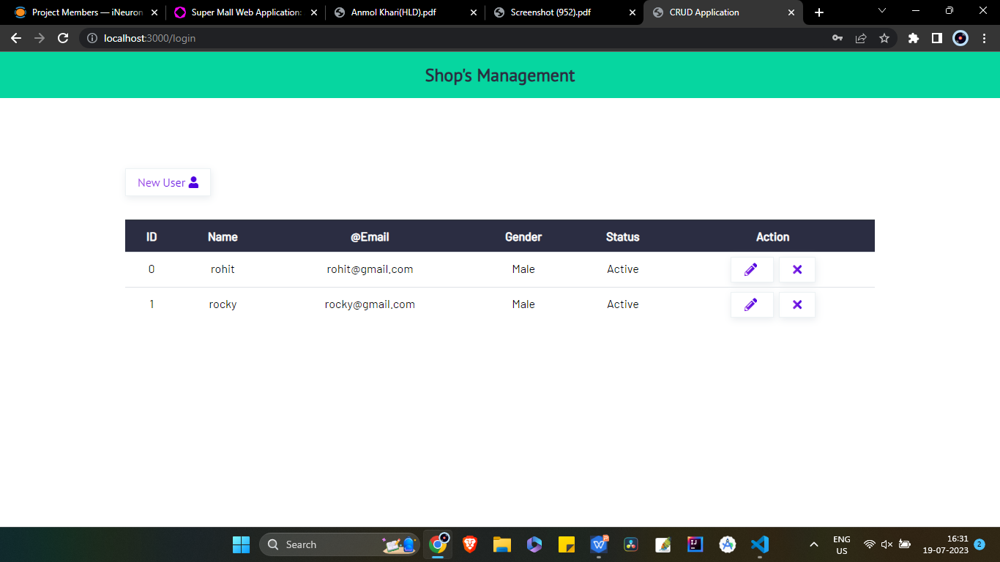 Project Members — iNeuron
Super Mall Web Application:
Anmol Khari(HLD).pdf
Screenshot (952).pdf
CRUD Application
localhost:3000/login
Shop's Management
New User
ID Name @Email Gender Status Action
0 rohit rohit@gmail.com Male Active
1 rocky rocky@gmail.com Male Active
Search
ENG
US
16:31
19-07-2023
2